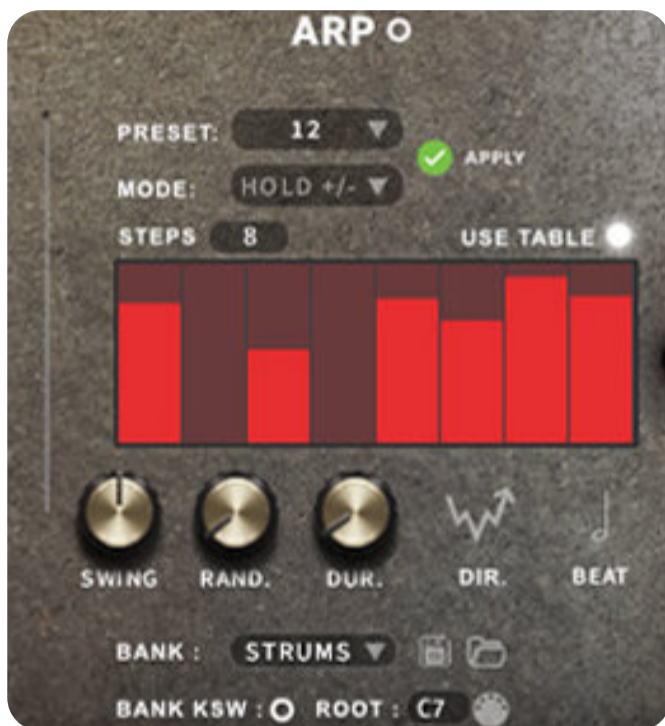 ARP
PRESET: 12
APPLY
MODE: HOLD +/-
STEPS 8 USE TABLE
SWING RAND. DUR. DIR. BEAT
BANK : STRUMS
BANK KSW : ROOT : C7